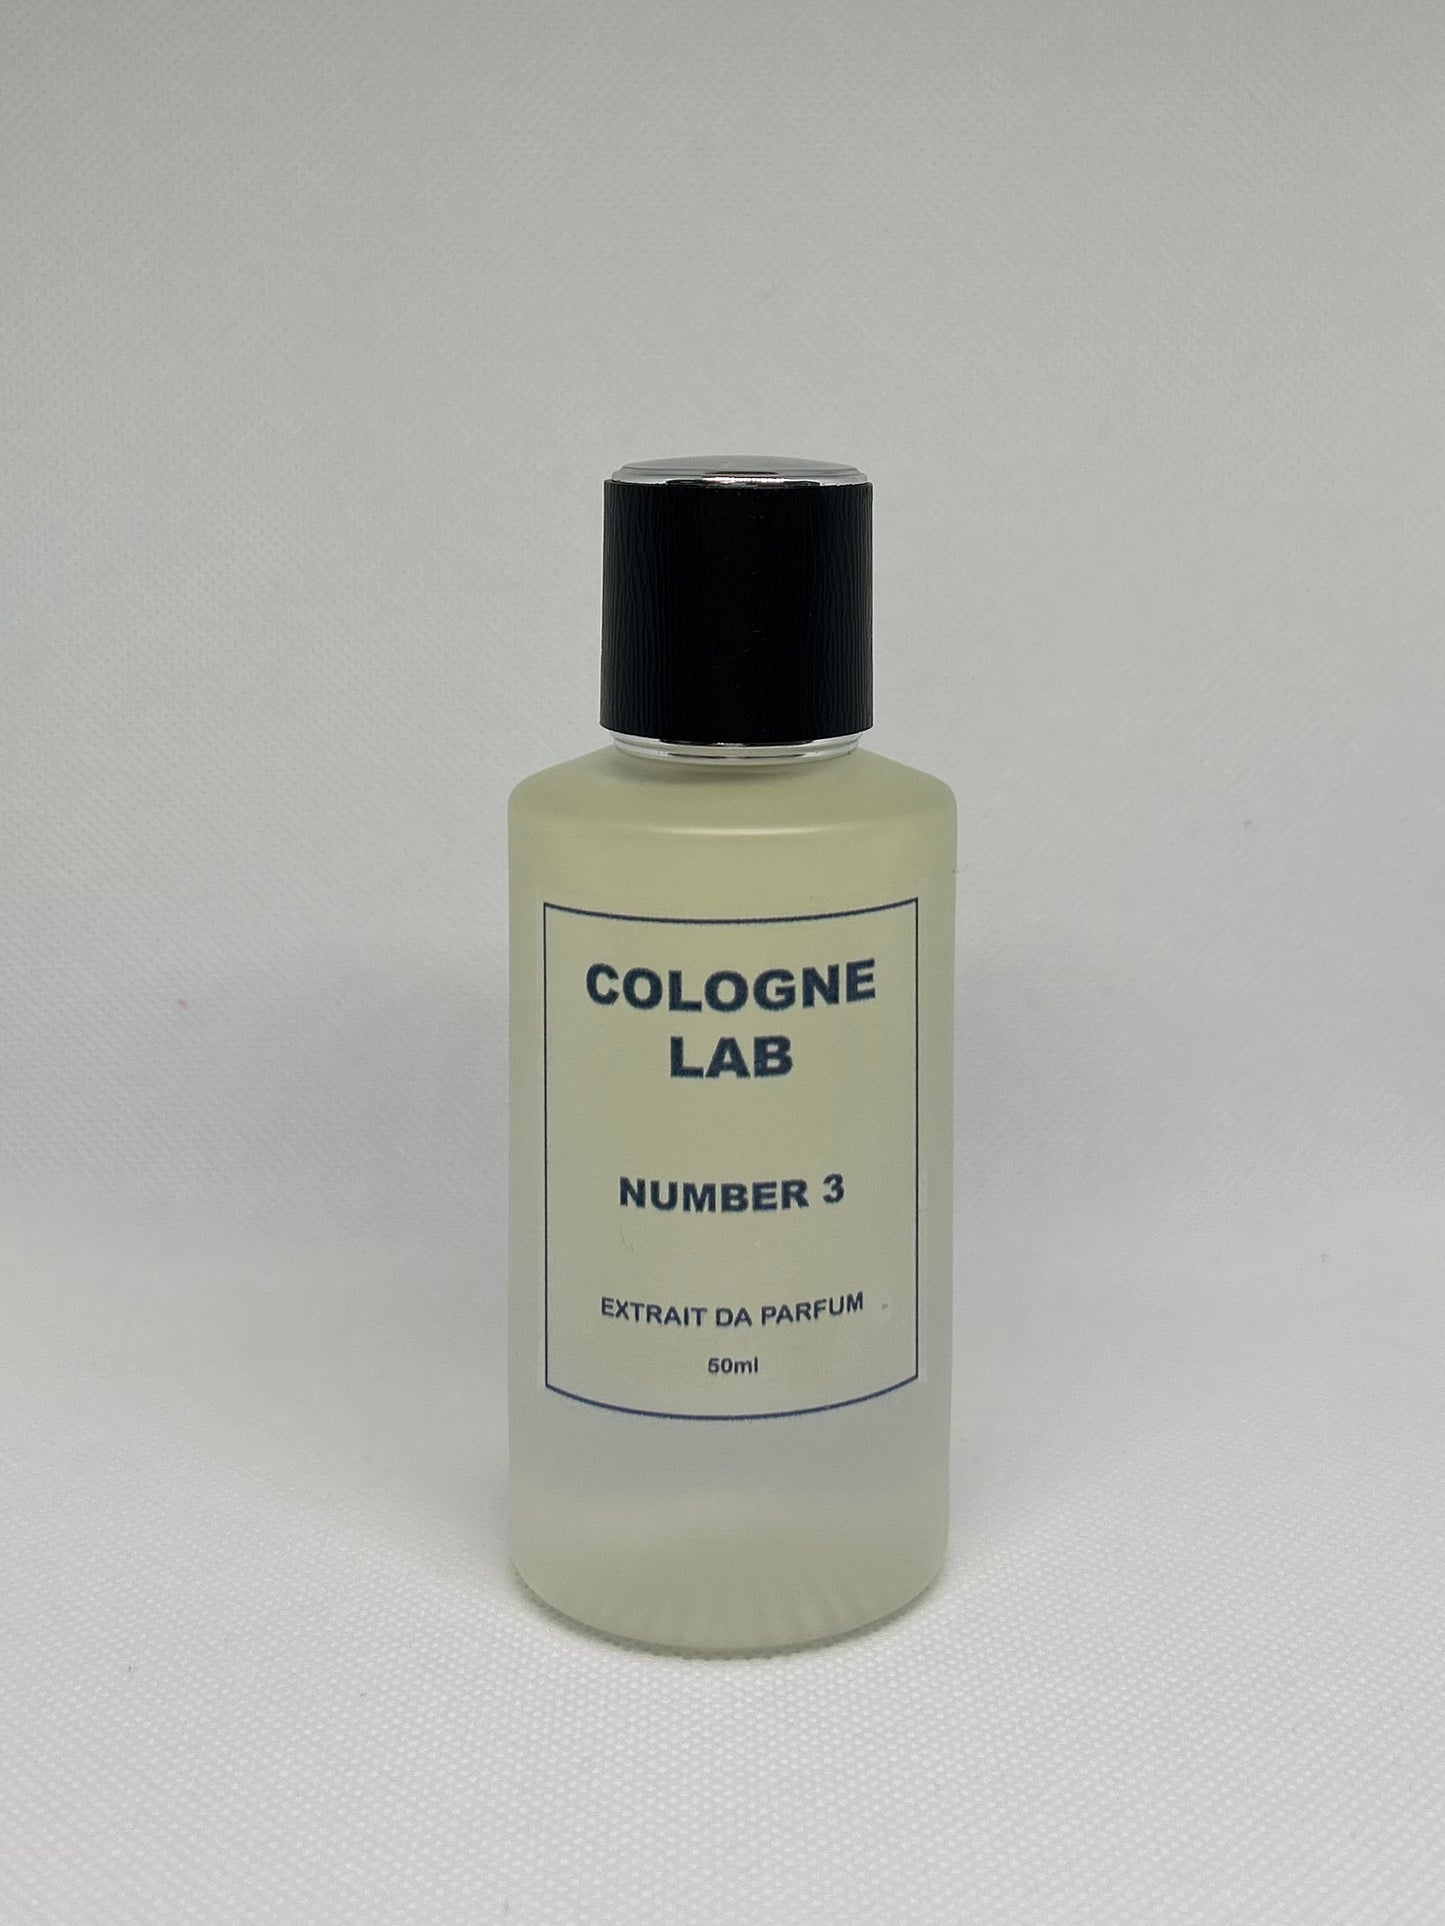 COLOGNE
LAB
NUMBER 3
EXTRAIT DA PARFUM
50ml